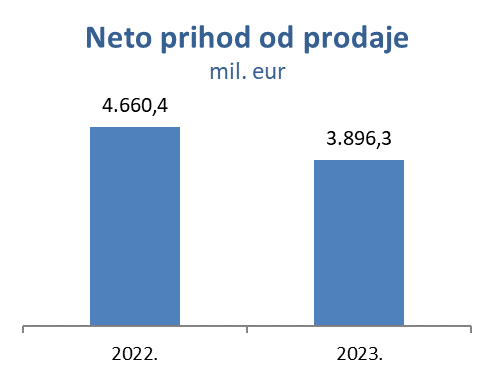 Neto prihod od prodaje
mil. eur
4.660,4
3.896,3
2022.
2023.